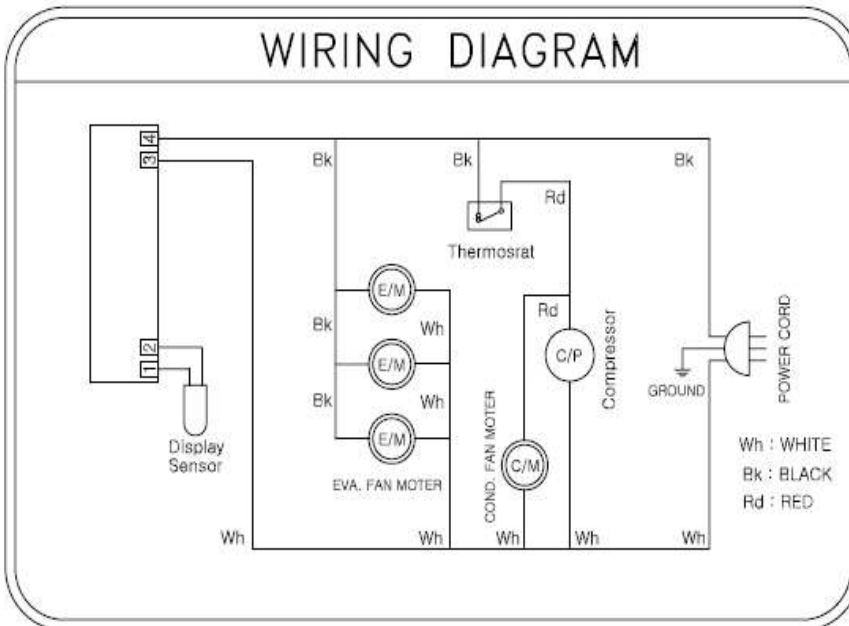 WIRING DIAGRAM
4
3
Bk
Bk
Bk
Rd
Thermosrat
E/M
Bk
Wh
Rd
E/M
C/P
Compressor
POWER CORD
2
1
GROUND
Bk
Wh
E/M
C/M
COND. FAN MOTER
Display
Sensor
EVA. FAN MOTER
Wh : WHITE
Bk : BLACK
Rd : RED
Wh
Wh
Wh
Wh
Wh